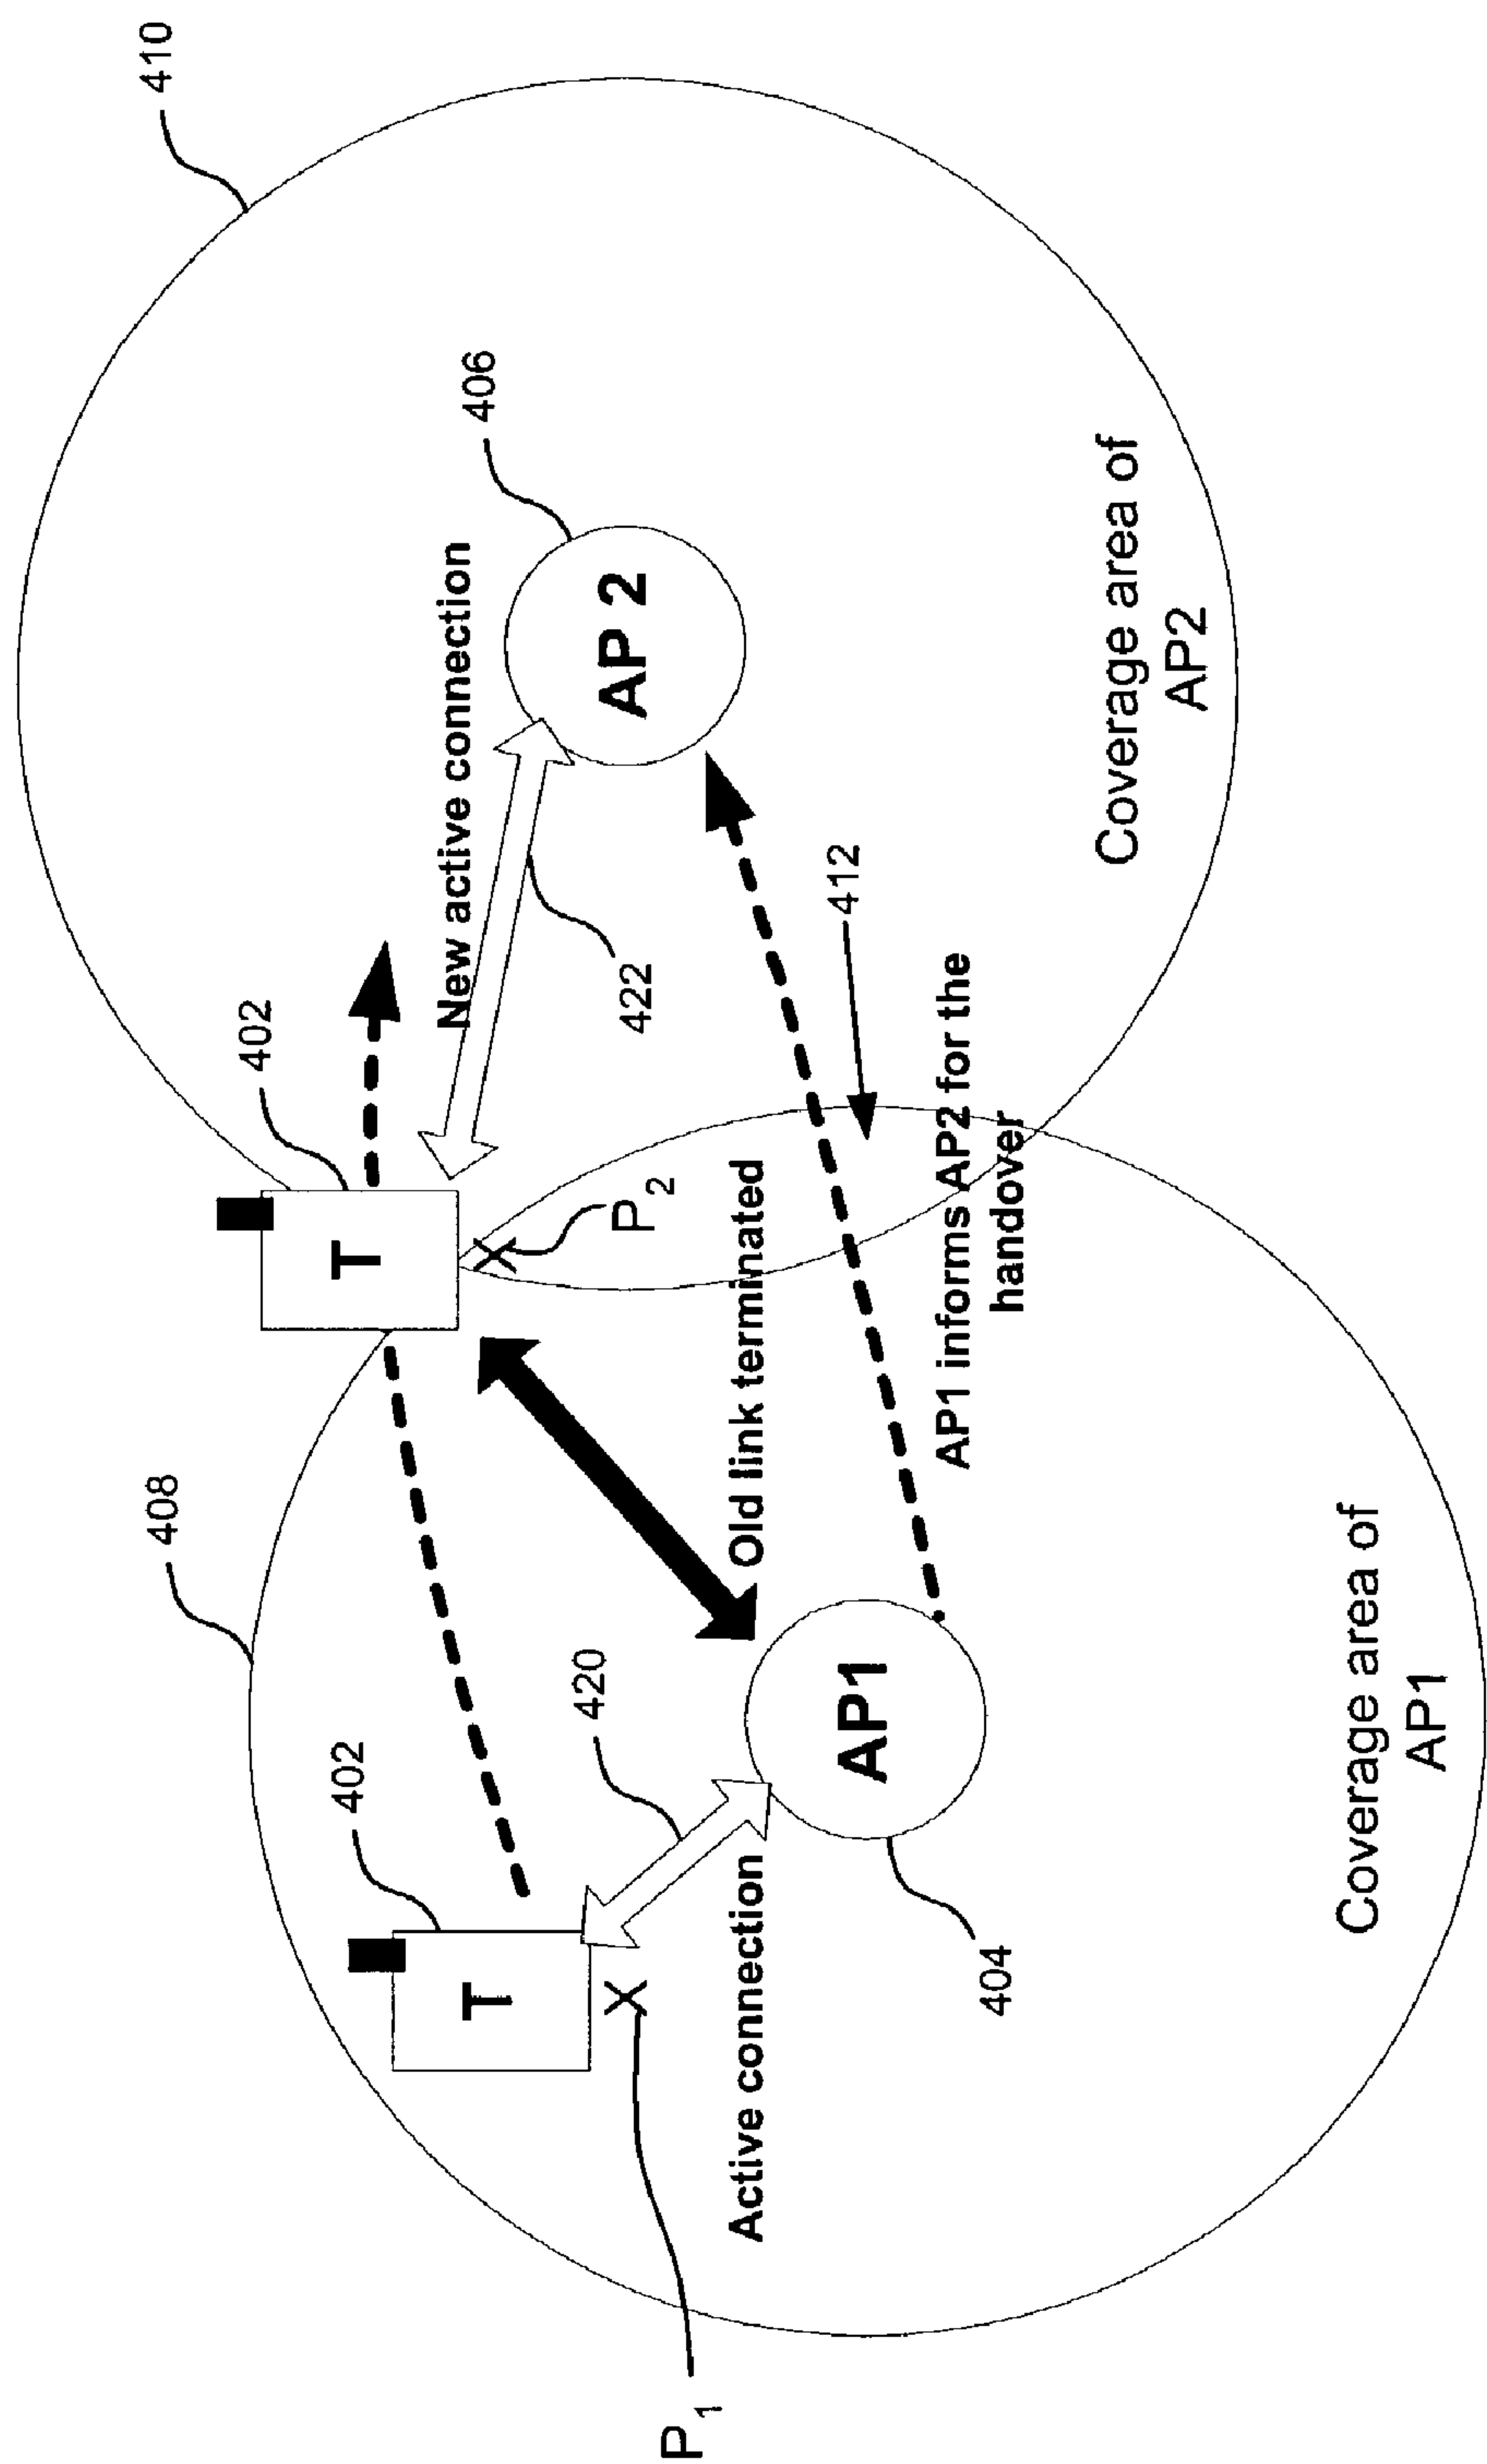 410
408
402
T
402
406
New active connection
422
P2
420
Old link terminated
AP 2
412
402
T
AP1
AP1 informs AP2 for the
handover
P1
Active connection
404
Coverage area of
AP2
Coverage area of
AP1